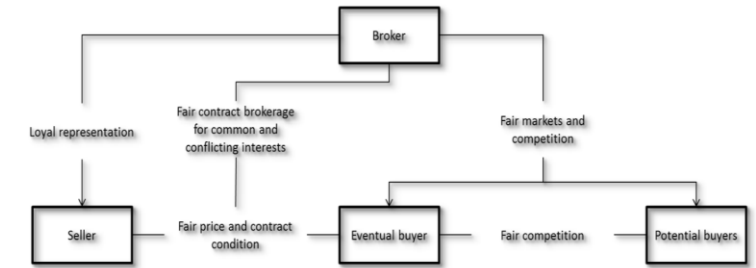 Broker
Loyal representation
Fair contract brokerage
for common and
conflicting interests
Fair markets and
competition
Seller
Fair price and contract
condition
Eventual buyer
Fair competition
Potential buyers